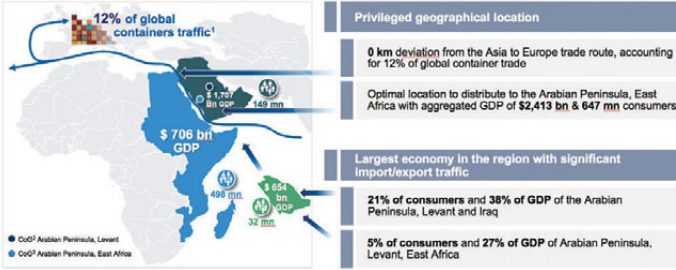 12% of global
containers traffic¹
$ 1,707
Bn GDP
149 mn
$ 706 bn
GDP
498 mn
$ 654
bn
GDP
32 mn
CoG³ Arabian Peninsula, Levant
CoG³ Arabian Peninsula, East Africa
Privileged geographical location
0 km deviation from the Asia to Europe trade route, accounting
for 12% of global container trade
Optimal location to distribute to the Arabian Peninsula, East
Africa with aggregated GDP of $2,413 bn & 647 mn consumers
Largest economy in the region with significant
import/export traffic
21% of consumers and 38% of GDP of the Arabian
Peninsula, Levant and Iraq
5% of consumers and 27% of GDP of Arabian Peninsula,
Levant, East Africa